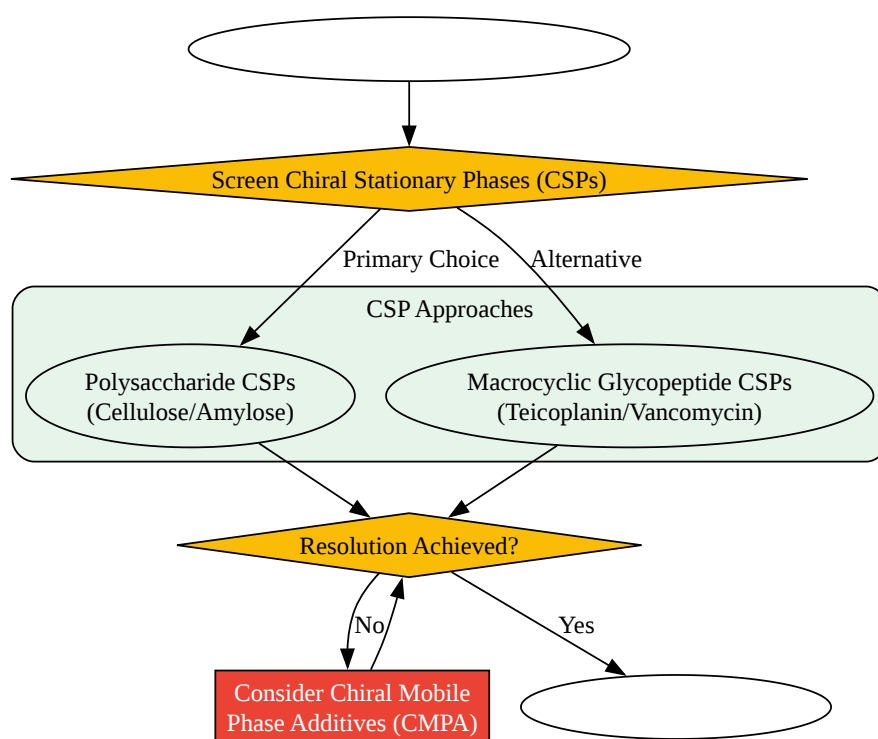 Screen Chiral Stationary Phases (CSPs)
Primary Choice
Alternative
CSP Approaches
Polysaccharide CSPs
(Cellulose/Amylose)
Macrocyclic Glycopeptide CSPs
(Teicoplanin/Vancomycin)
Resolution Achieved?
No
Yes
Consider Chiral Mobile
Phase Additives (CMPA)